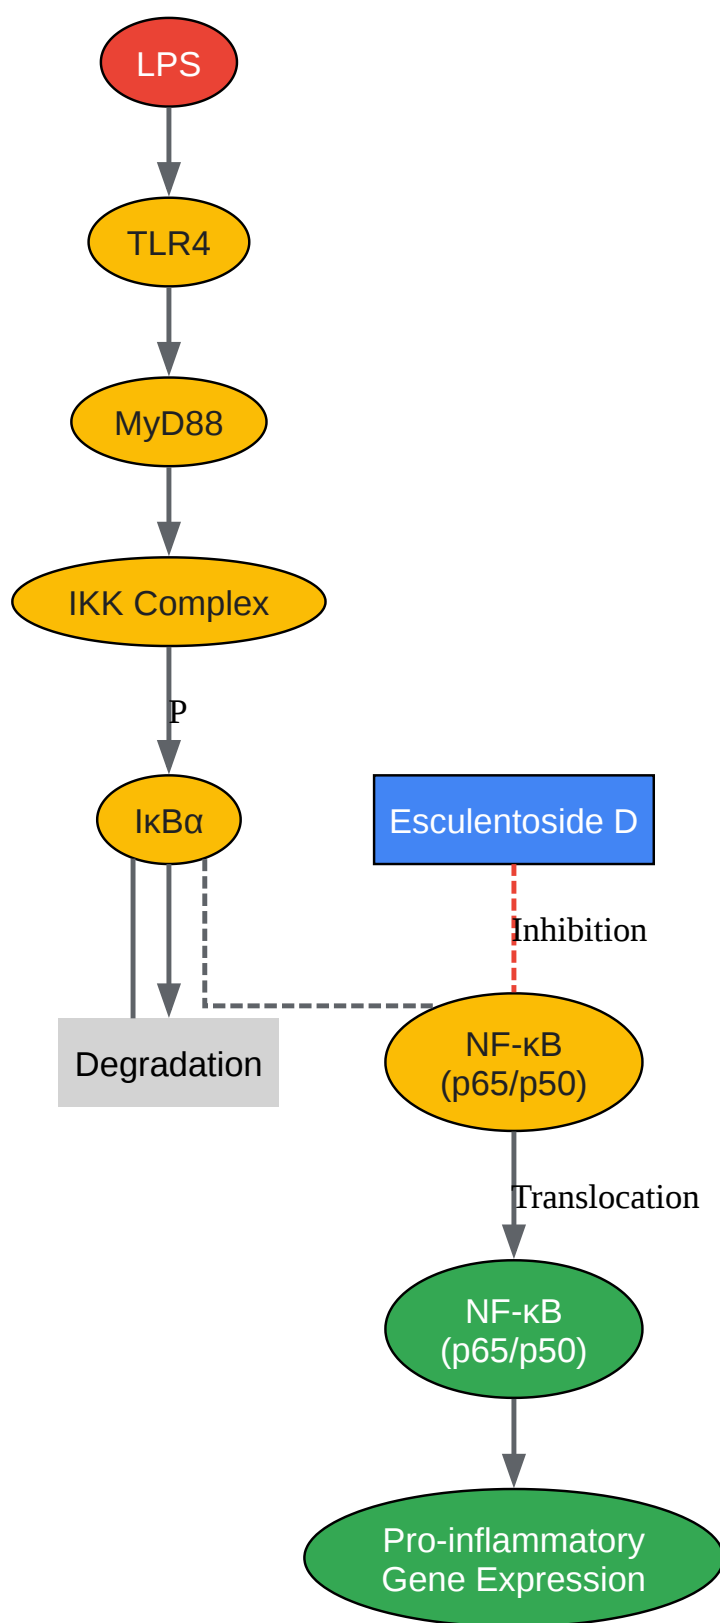 LPS
TLR4
MyD88
IKK Complex
P
IκBα
Esculentoside D
Inhibition
Degradation
NF-κB
(p65/p50)
Translocation
NF-κB
(p65/p50)
Pro-inflammatory
Gene Expression